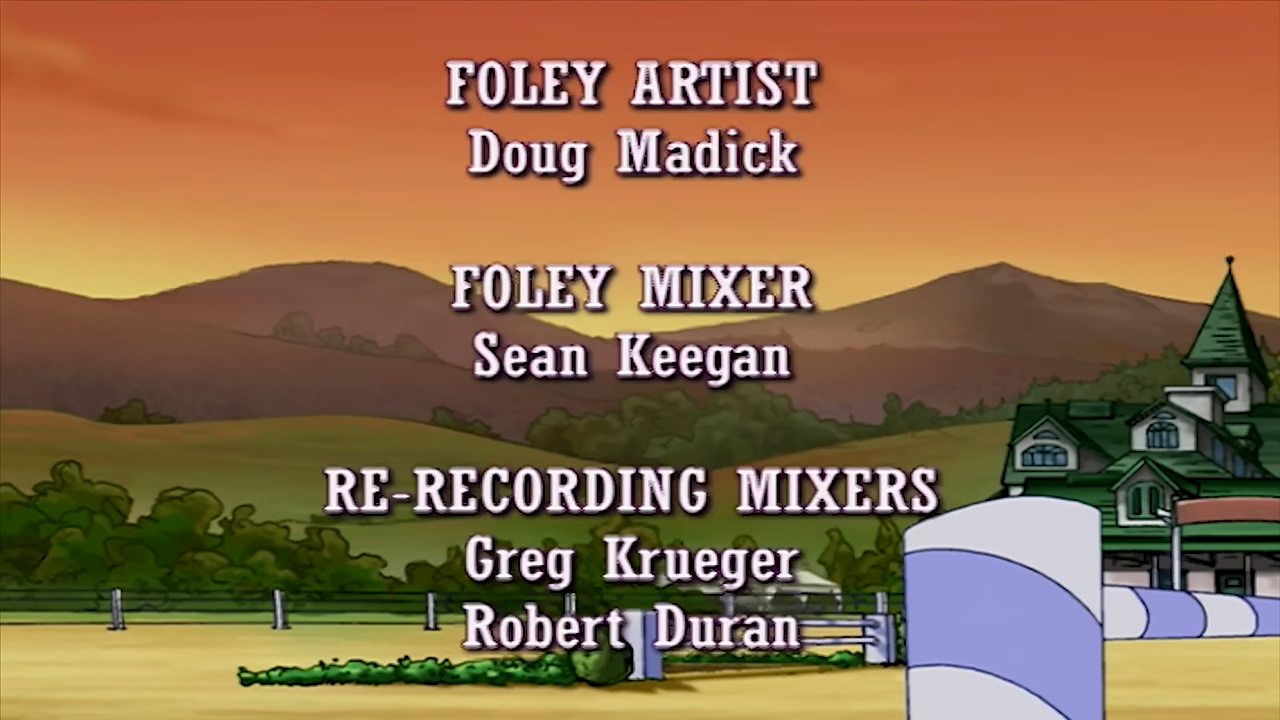 FOLEY ARTIST
Doug Madick
FOLEY MIXER
Sean Keegan
RE-RECORDING MIXERS
Greg Krueger
Robert Duran